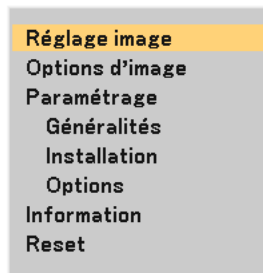 Réglage image
Options d'image
Paramétrage
Généralités
Installation
Options
Information
Reset